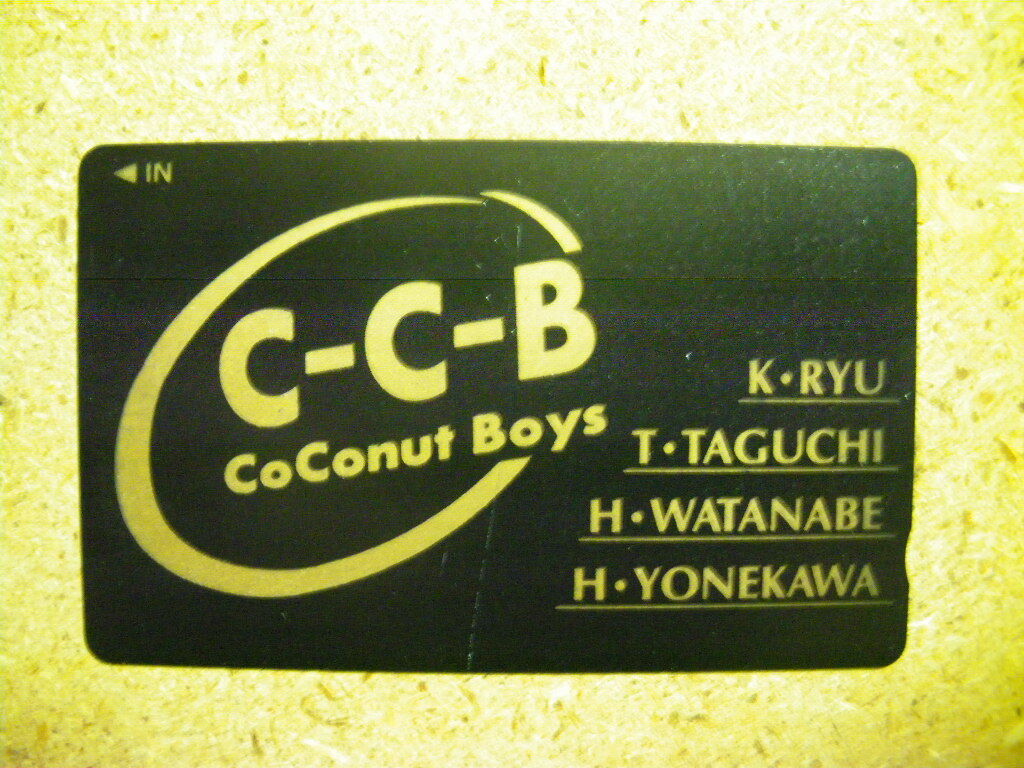 ◀ IN
C-C-B
CoConut Boys
K・RYU
T・TAGUCHI
H・WATANABE
H・YONEKAWA